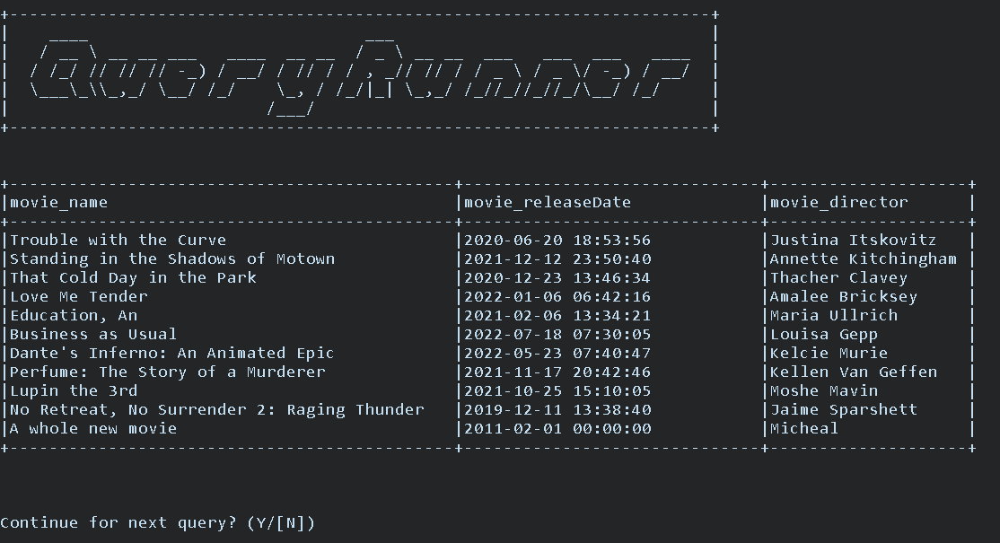 QueryRunner
movie_name movie_releaseDate movie_director
Trouble with the Curve 2020-06-20 18:53:56 Justina Itskovitz
Standing in the Shadows of Motown 2021-12-12 23:50:40 Annette Kitchingham
That Cold Day in the Park 2020-12-23 13:46:34 Thacher Clavey
Love Me Tender 2022-01-06 06:42:16 Amalee Bricksey
Education, An 2021-02-06 13:34:21 Maria Ullrich
Business as Usual 2022-07-18 07:30:05 Louisa Gepp
Dante's Inferno: An Animated Epic 2022-05-23 07:40:47 Kelcie Murie
Perfume: The Story of a Murderer 2021-11-17 20:42:46 Kellen Van Geffen
Lupin the 3rd 2021-10-25 15:10:05 Moshe Mavin
No Retreat, No Surrender 2: Raging Thunder 2019-12-11 13:38:40 Jaime Sparshett
A whole new movie 2011-02-01 00:00:00 Micheal
Continue for next query? (Y/[N])